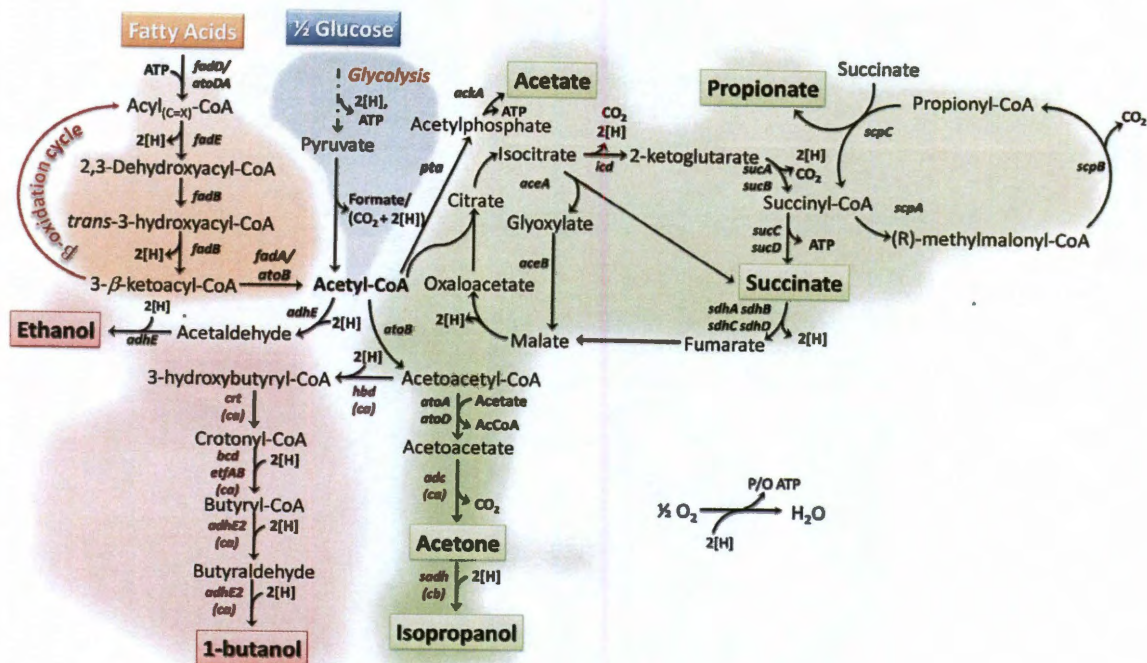 Fatty Acids
½ Glucose
ATP
fadD/
atoDA
Acyl(C=X)-CoA
2[H]
fadE
2,3-Dehydroxyacyl-CoA
fadB
trans-3-hydroxyacyl-CoA
2[H]
fadB
3-β-ketoacyl-CoA
fadA/
atoB
β-oxidation cycle
Glycolysis
2[H],
ATP
Pyruvate
Formate/
(CO2 + 2[H])
Acetyl-CoA
pta
Acetylphosphate
ackA
ATP
Acetate
Citrate
Isocitrate
CO2
2[H]
icd
2-ketoglutarate
aceA
Glyoxylate
aceB
Oxaloacetate
2[H]
Malate
sucA
sucB
2[H]
CO2
Succinyl-CoA
sucC
sucD
ATP
Succinate
sdhA sdhB
sdhC sdhD
2[H]
Fumarate
Propionate
Succinate
Propionyl-CoA
scpC
CO2
scpB
scpA
(R)-methylmalonyl-CoA
Ethanol
2[H]
adhE
Acetaldehyde
adhE
2[H]
atoB
3-hydroxybutyryl-CoA
2[H]
hbd
(ca)
Acetoacetyl-CoA
crt
(ca)
Crotonyl-CoA
bcd
etfAB
(ca)
2[H]
Butyryl-CoA
adhE2
(ca)
2[H]
Butyraldehyde
adhE2
(ca)
2[H]
1-butanol
atoA
atoD
Acetate
AcCoA
Acetoacetate
adc
(ca)
CO2
Acetone
sadh
(cb)
2[H]
Isopropanol
P/O ATP
½ O2
H2O
2[H]